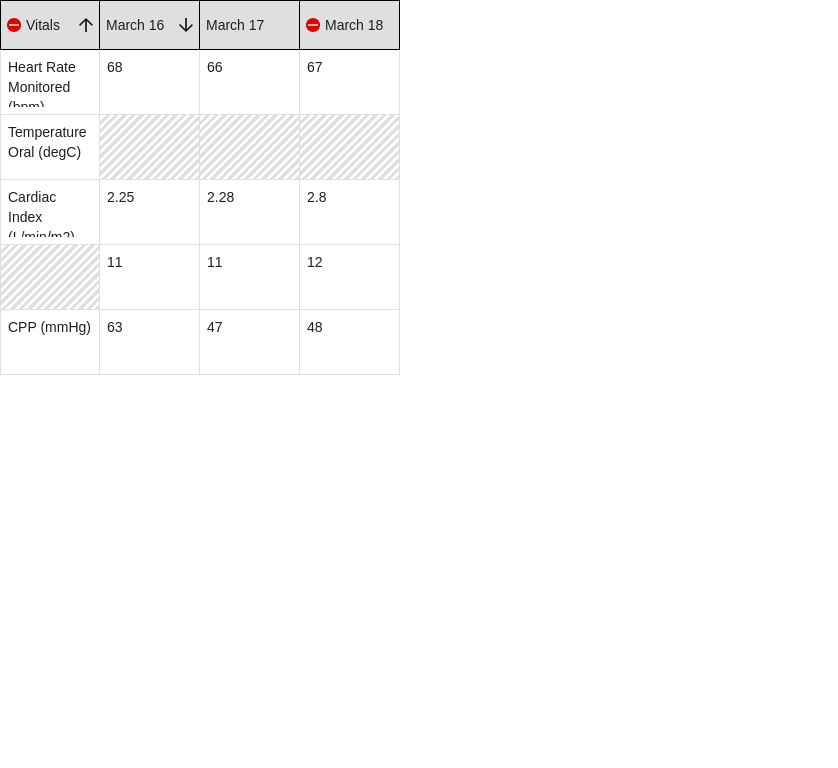 Vitals March 16 March 17 March 18
Heart Rate 68 66 67
Monitored
(bpm)
Temperature
Oral (degC)
Cardiac 2.25 2.28 2.8
Index
(L/min/m2)
11 11 12
CPP (mmHg) 63 47 48